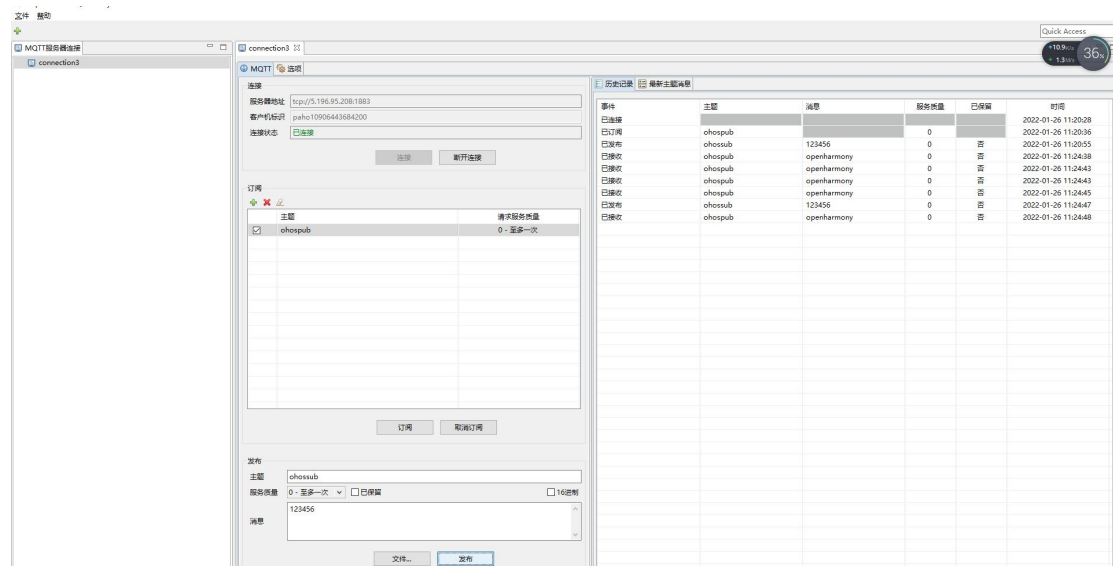 文件 帮助
Quick Access
MQTT服务器连接
connection3
connection3
MQTT 选项
连接
服务器地址 tcp://5.196.95.208:1883
客户机标识 paho10906443684200
连接状态 已连接
连接 断开连接
订阅
主题 请求服务质量
ohospub 0 - 至多一次
订阅 取消订阅
发布
主题 ohossub
服务质量 0 - 至多一次 已保留 16进制
消息 123456
文件... 发布
历史记录 最新主题消息
事件 主题 消息 服务质量 已保留 时间
已连接 2022-01-26 11:20:28
已订阅 ohospub 0 2022-01-26 11:20:36
已发布 ohossub 123456 0 否 2022-01-26 11:20:55
已接收 ohospub openharmony 0 否 2022-01-26 11:24:38
已接收 ohospub openharmony 0 否 2022-01-26 11:24:43
已接收 ohospub openharmony 0 否 2022-01-26 11:24:43
已接收 ohospub openharmony 0 否 2022-01-26 11:24:45
已发布 ohossub 123456 0 否 2022-01-26 11:24:47
已接收 ohospub openharmony 0 否 2022-01-26 11:24:48
36%